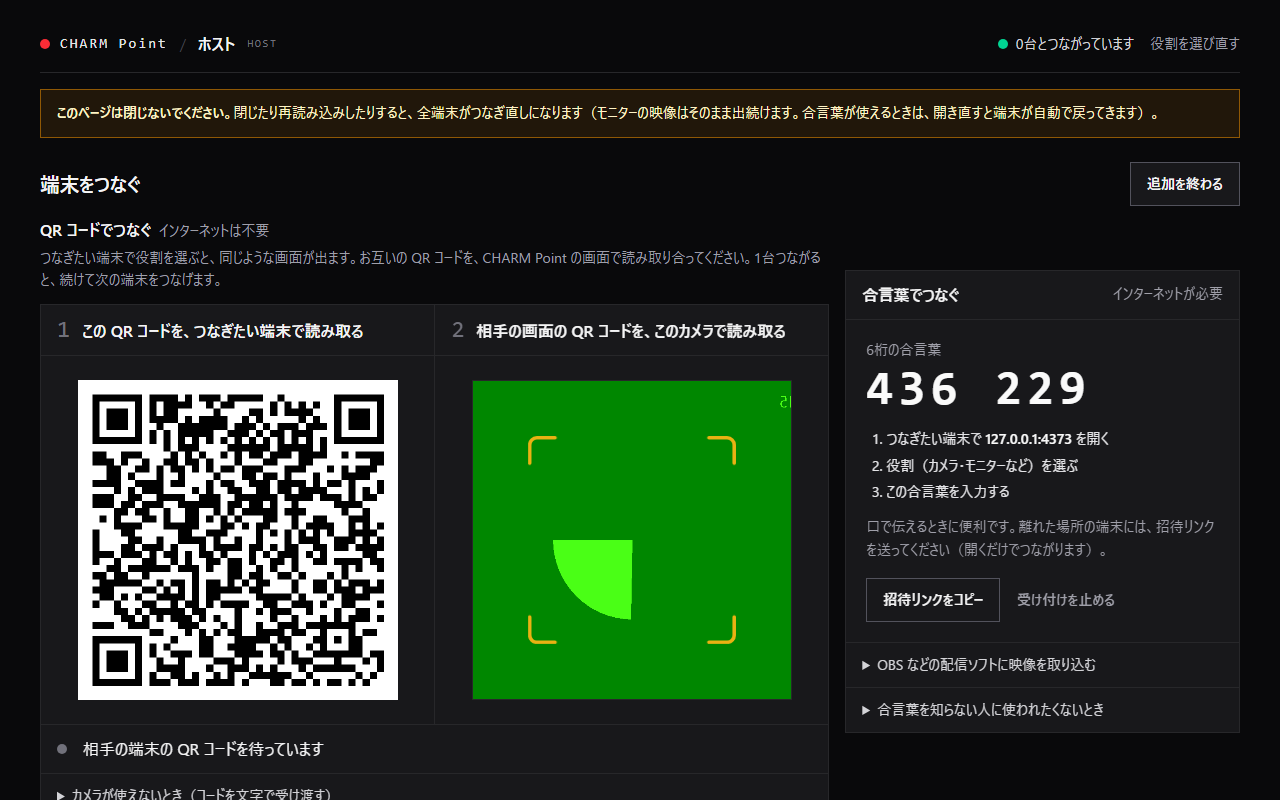 CHARM Point / ホスト HOST
0台とつながっています 役割を選び直す
このページは閉じないでください。閉じたり再読み込みしたりすると、全端末がつなぎ直しになります（モニターの映像はそのまま出続けます。合言葉が使えるときは、開き直すと端末が自動で戻ってきます）。
端末をつなぐ
追加を終わる
QR コードでつなぐ インターネットは不要
つなぎたい端末で役割を選ぶと、同じような画面が出ます。お互いの QR コードを、CHARM Point の画面で読み取り合ってください。1台つながる
と、続けて次の端末をつなげます。
1 この QR コードを、つなぎたい端末で読み取る
2 相手の画面の QR コードを、このカメラで読み取る
相手の端末の QR コードを待っています
▶ カメラが使えないとき（コードを文字で受け渡す）
合言葉でつなぐ インターネットが必要
6桁の合言葉
436 229
1. つなぎたい端末で 127.0.0.1:4373 を開く
2. 役割（カメラ・モニターなど）を選ぶ
3. この合言葉を入力する
口で伝えるときに便利です。離れた場所の端末には、招待リンク
を送ってください（開くだけでつながります）。
招待リンクをコピー 受け付けを止める
▶ OBS などの配信ソフトに映像を取り込む
▶ 合言葉を知らない人に使われたくないとき